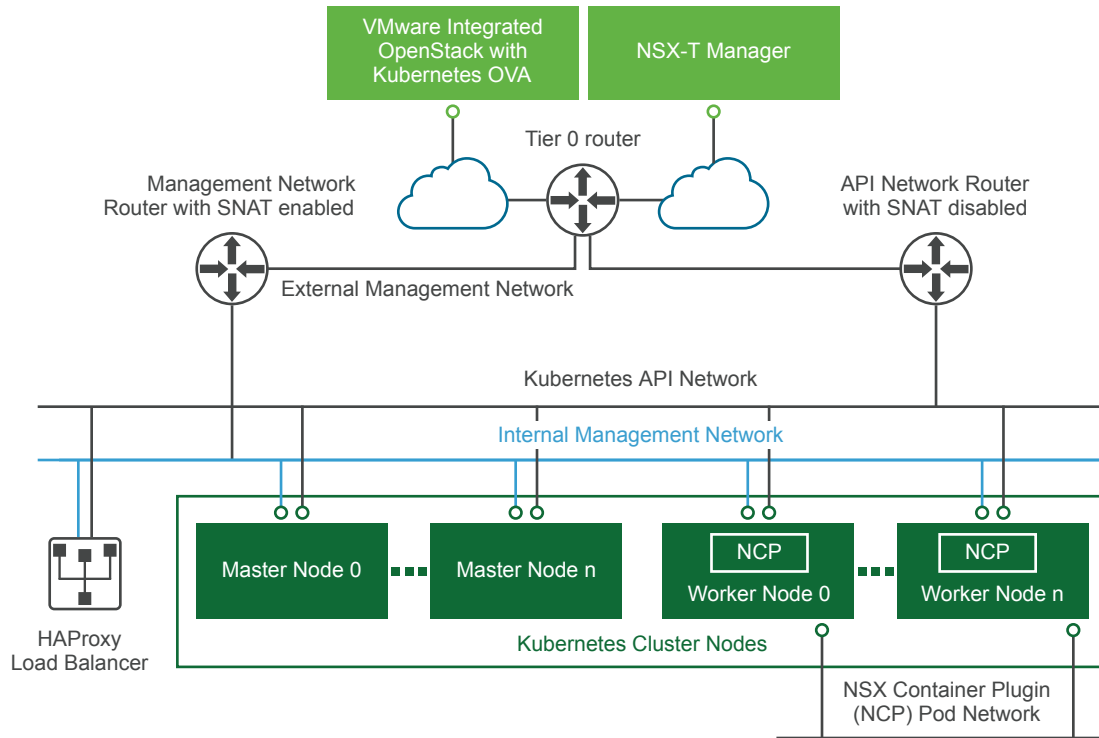 VMware Integrated
OpenStack with
Kubernetes OVA
NSX-T Manager
Tier 0 router
Management Network
Router with SNAT enabled
API Network Router
with SNAT disabled
External Management Network
Kubernetes API Network
Internal Management Network
Master Node 0
Master Node n
NCP
Worker Node 0
NCP
Worker Node n
HAProxy
Load Balancer
Kubernetes Cluster Nodes
NSX Container Plugin
(NCP) Pod Network